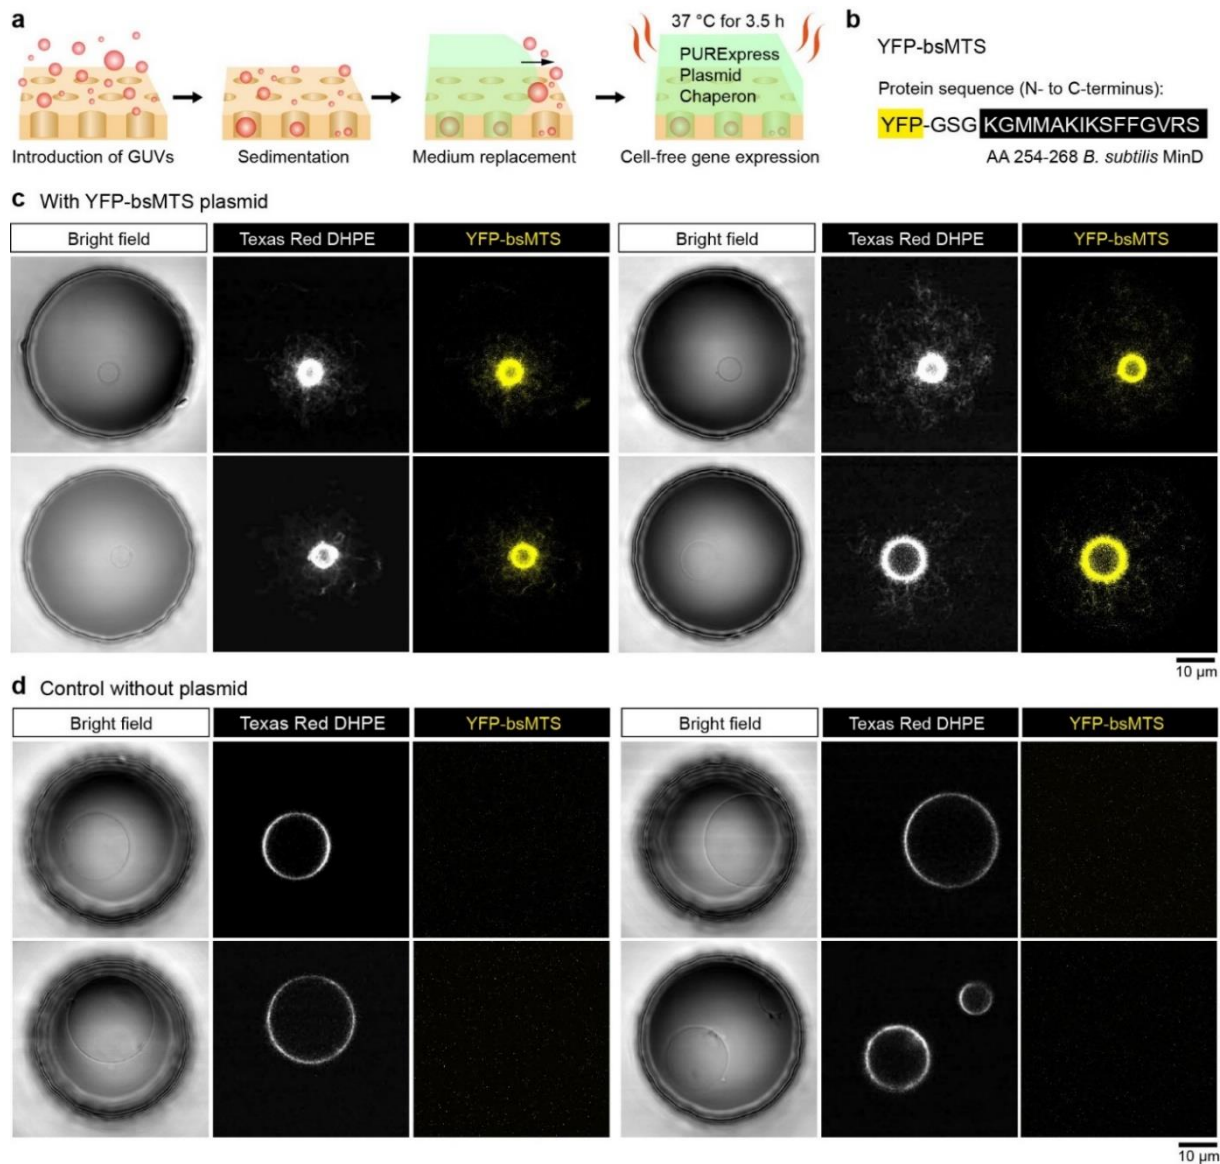 a
37 °C for 3.5 h
PURExpress
Plasmid
Chaperon
Introduction of GUVs
Sedimentation
Medium replacement
Cell-free gene expression
b
YFP-bsMTS
Protein sequence (N- to C-terminus):
YFP-GSG KGMMAKIKSFFGVRS
AA 254-268 B. subtilis MinD
c With YFP-bsMTS plasmid
Bright field Texas Red DHPE YFP-bsMTS Bright field Texas Red DHPE YFP-bsMTS
10 µm
d Control without plasmid
Bright field Texas Red DHPE YFP-bsMTS Bright field Texas Red DHPE YFP-bsMTS
10 µm